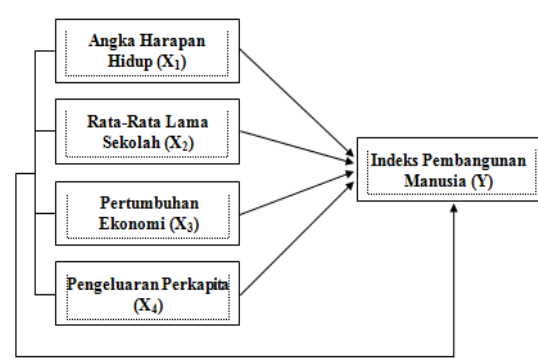 Angka Harapan
Hidup (X₁)
Rata-Rata Lama
Sekolah (X₂)
Pertumbuhan
Ekonomi (X₃)
Pengeluaran Perkapita
(X₄)
Indeks Pembangunan
Manusia (Y)